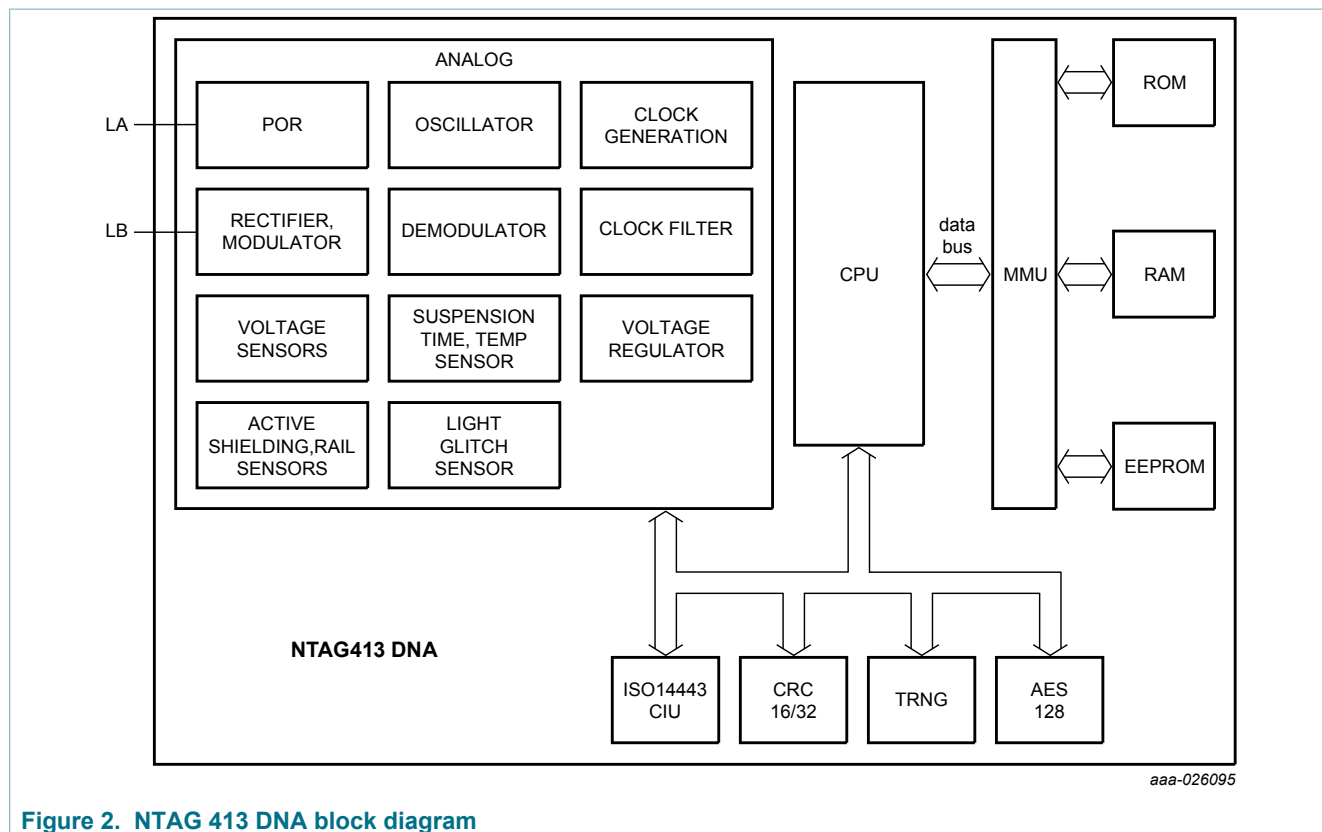 ANALOG
POR
OSCILLATOR
CLOCK
GENERATION
LA
RECTIFIER,
MODULATOR
DEMODULATOR
CLOCK FILTER
LB
VOLTAGE
SENSORS
SUSPENSION
TIME, TEMP
SENSOR
VOLTAGE
REGULATOR
ACTIVE
SHIELDING,RAIL
SENSORS
LIGHT
GLITCH
SENSOR
CPU
data
bus
MMU
ROM
RAM
EEPROM
NTAG413 DNA
ISO14443
CIU
CRC
16/32
TRNG
AES
128
aaa-026095
Figure 2. NTAG 413 DNA block diagram